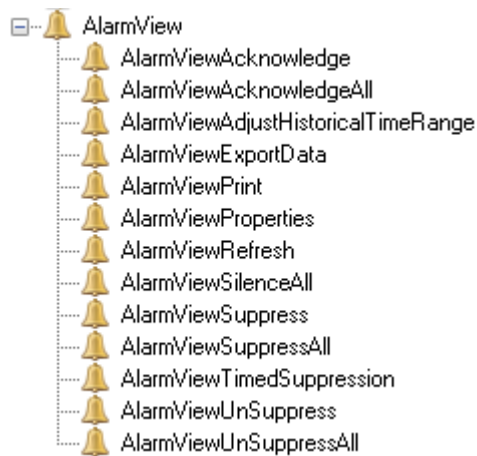 AlarmView
AlarmViewAcknowledge
AlarmViewAcknowledgeAll
AlarmViewAdjustHistoricalTimeRange
AlarmViewExportData
AlarmViewPrint
AlarmViewProperties
AlarmViewRefresh
AlarmViewSilenceAll
AlarmViewSuppress
AlarmViewSuppressAll
AlarmViewTimedSuppression
AlarmViewUnSuppress
AlarmViewUnSuppressAll